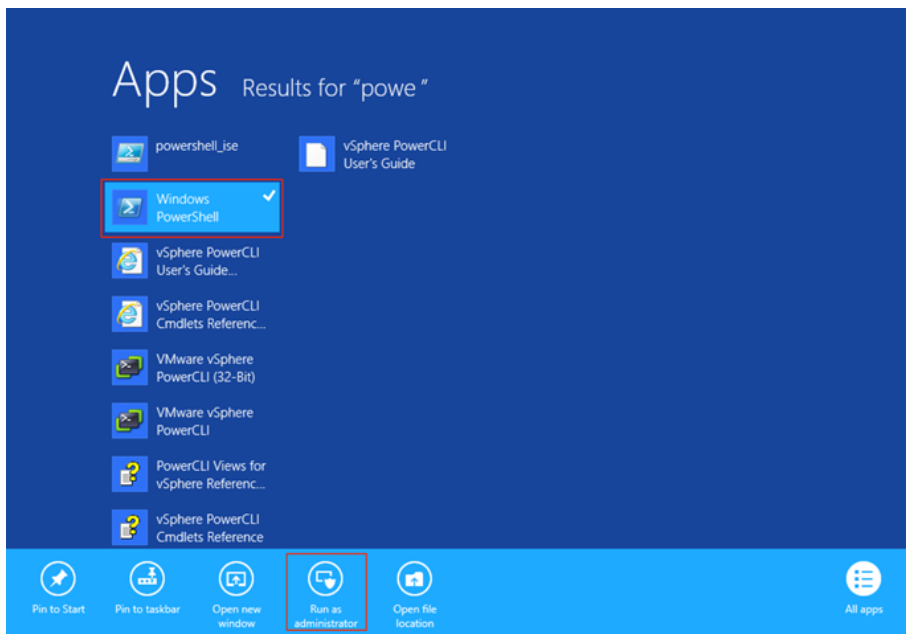 Apps Results for "powe"
powershell_ise
Windows
PowerShell
vSphere PowerCLI
User's Guide...
vSphere PowerCLI
Cmdlets Referenc...
VMware vSphere
PowerCLI (32-Bit)
VMware vSphere
PowerCLI
PowerCLI Views for
vSphere Referenc...
vSphere PowerCLI
Cmdlets Reference
vSphere PowerCLI
User's Guide
Pin to Start
Pin to taskbar
Open new
window
Run as
administrator
Open file
location
All apps